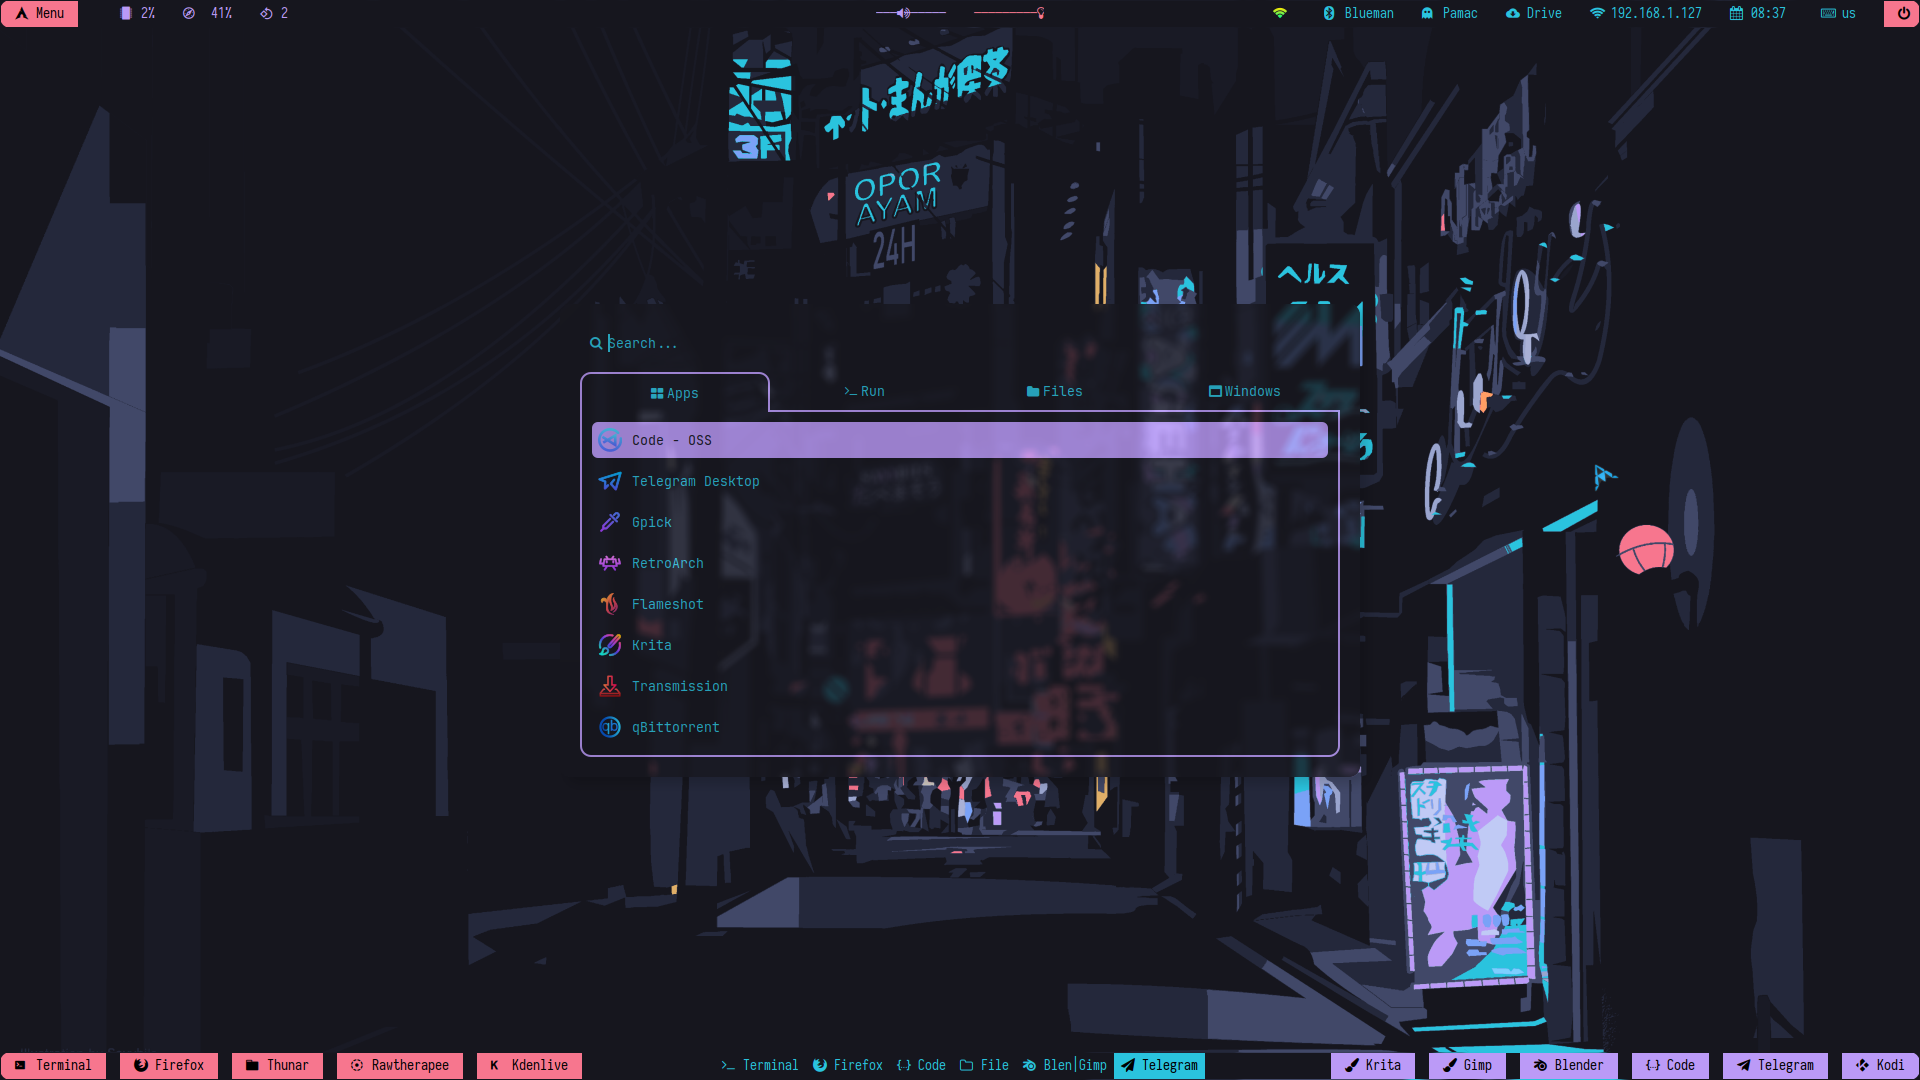 Menu 2% 41% 2 Blueman Pamac Drive 192.168.1.127 08:37 us
OPOR
AYAM
24H
ヘルス
Search...
Apps Run Files Windows
Code - OSS
Telegram Desktop
Gpick
RetroArch
Flameshot
Krita
Transmission
qBittorrent
Terminal Firefox Thunar Rawtherapee Kdenlive Terminal Firefox Code File Blen|Gimp Telegram Krita Gimp Blender Code Telegram Kodi